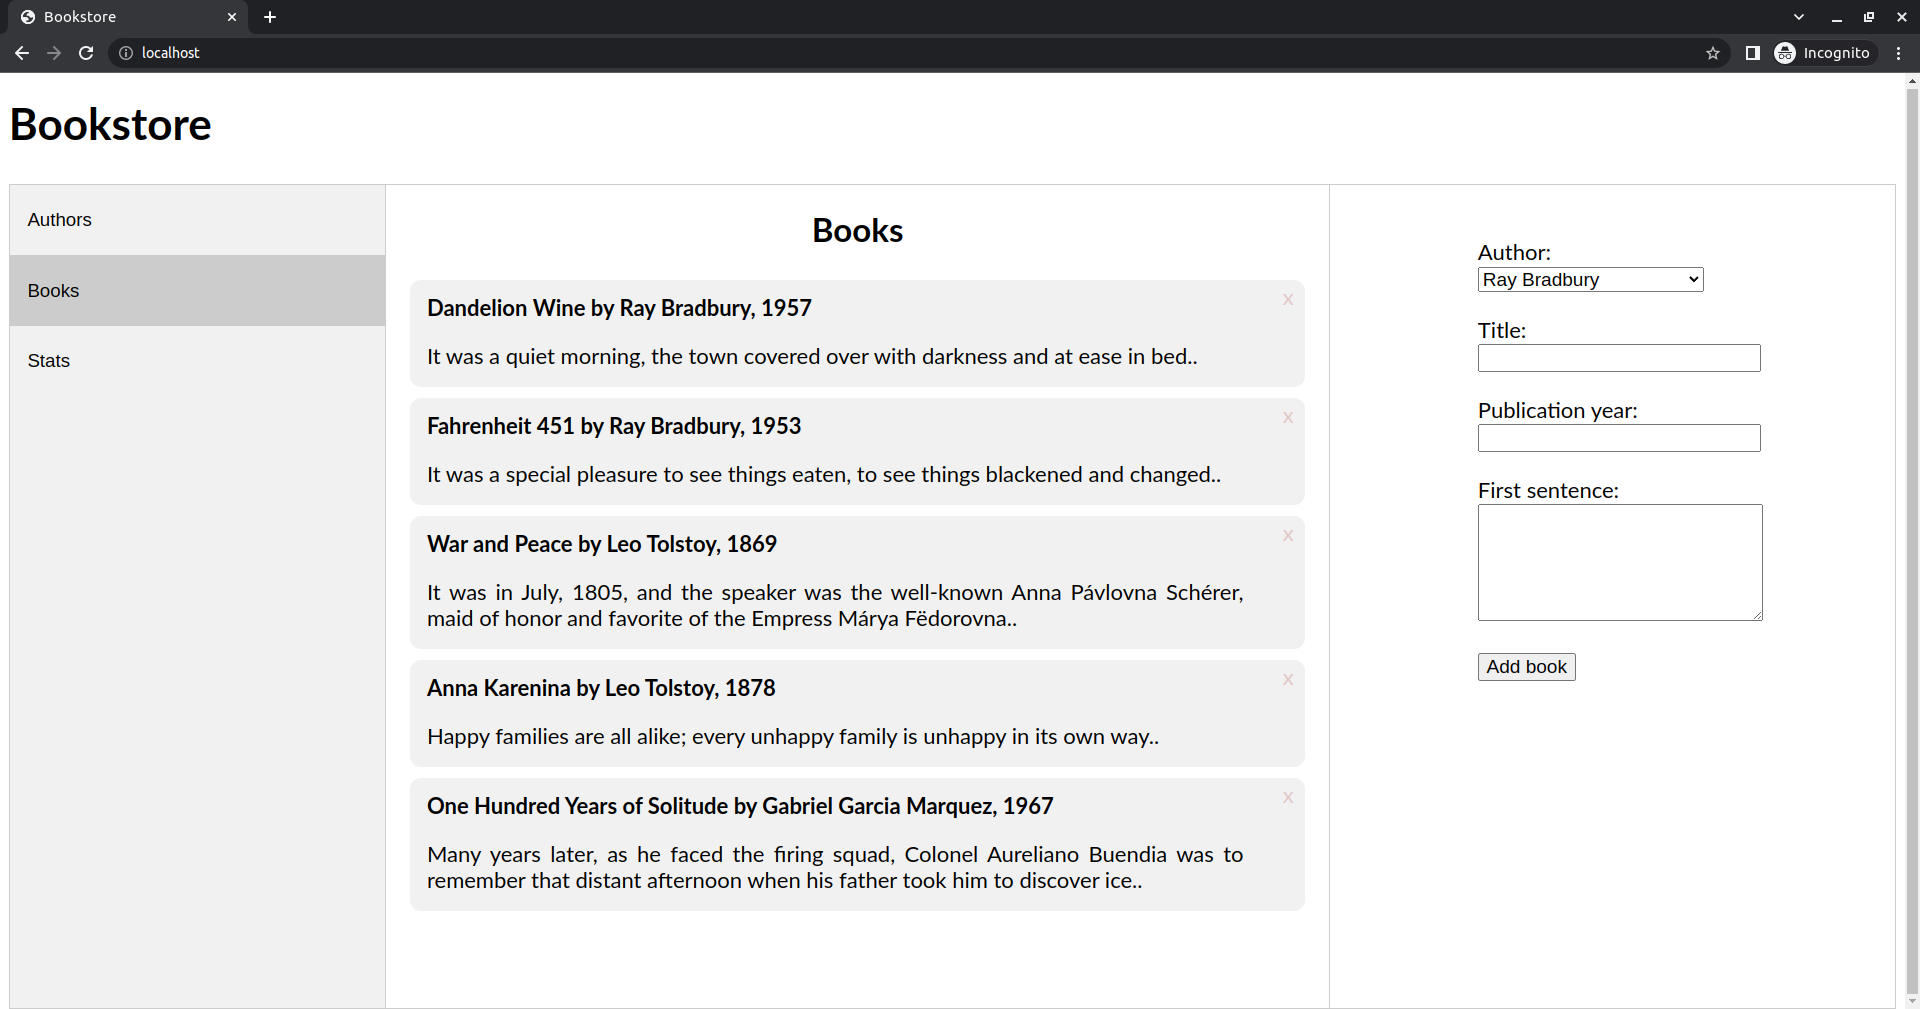 Bookstore
localhost
Incognito
Bookstore
Authors
Books
Stats
Books
Dandelion Wine by Ray Bradbury, 1957
x
It was a quiet morning, the town covered over with darkness and at ease in bed..
Fahrenheit 451 by Ray Bradbury, 1953
x
It was a special pleasure to see things eaten, to see things blackened and changed..
War and Peace by Leo Tolstoy, 1869
x
It was in July, 1805, and the speaker was the well-known Anna Pávlovna Schérer,
maid of honor and favorite of the Empress Márya Fëdorovna..
Anna Karenina by Leo Tolstoy, 1878
x
Happy families are all alike; every unhappy family is unhappy in its own way..
One Hundred Years of Solitude by Gabriel Garcia Marquez, 1967
x
Many years later, as he faced the firing squad, Colonel Aureliano Buendia was to
remember that distant afternoon when his father took him to discover ice..
Author:
Ray Bradbury
Title:
Publication year:
First sentence:
Add book